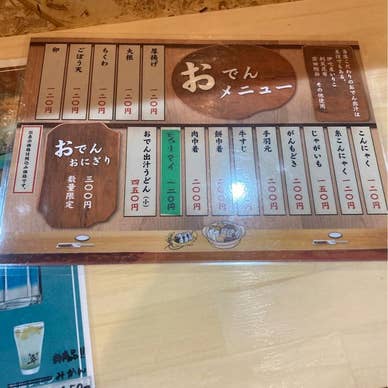 おでん
メニュー
厚揚げ 一二〇円
大根 一二〇円
ちくわ 一二〇円
ごぼう天 一二〇円
卵 一二〇円
こんにゃく 一二〇円
糸こんにゃく 二〇〇円
じゃがいも 一五〇円
がんもどき 二〇〇円
手羽元 二〇〇円
牛すじ 二〇〇円
餅巾着 二〇〇円
肉巾着 二〇〇円
一二〇円
おでん出汁うどん(小) 四五〇円
おでん
おにぎり
三〇〇円
数量限定
みかん